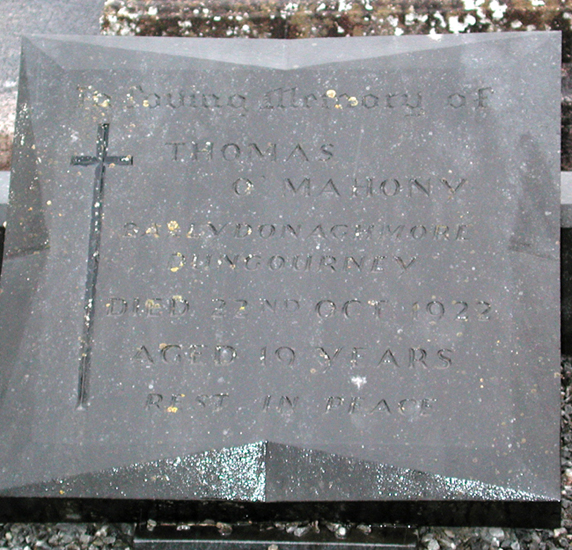 In Loving Memory of
THOMAS
O'MAHONY
BALLYDONAGHMORE
DUNGOURNEY
DIED 22ND OCT 1922
AGED 19 YEARS
REST IN PEACE